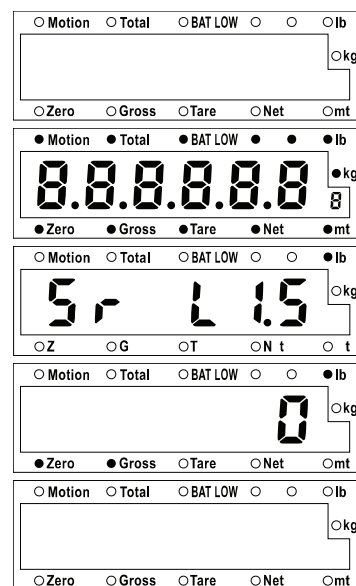 ○ Motion ○ Total ○ BAT LOW ○ ○ ○ lb
○ kg
○ Zero ○ Gross ○ Tare ○ Net ○ mt
● Motion ● Total ● BAT LOW ● ● ● lb
8.8.8.8.8.8 8 ● kg
● Zero ● Gross ● Tare ● Net ● mt
○ Motion ○ Total ○ BAT LOW ○ ○ ● lb
5r L1.5 ○ kg
○ Z ○ G ○ T ○ N t ○ t
○ Motion ○ Total ○ BAT LOW ○ ○ ● lb
0 ○ kg
● Zero ● Gross ○ Tare ○ Net ○ mt
○ Motion ○ Total ○ BAT LOW ○ ○ ○ lb
○ kg
○ Zero ○ Gross ○ Tare ○ Net ○ mt